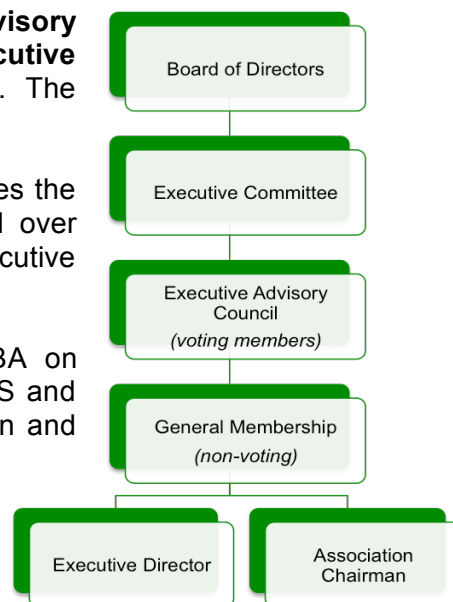 visory
cutive
. The
es the
l over
cutive
BA on
S and
n and
Board of Directors
Executive Committee
Executive Advisory
Council
(voting members)
General Membership
(non-voting)
Executive Director
Association
Chairman